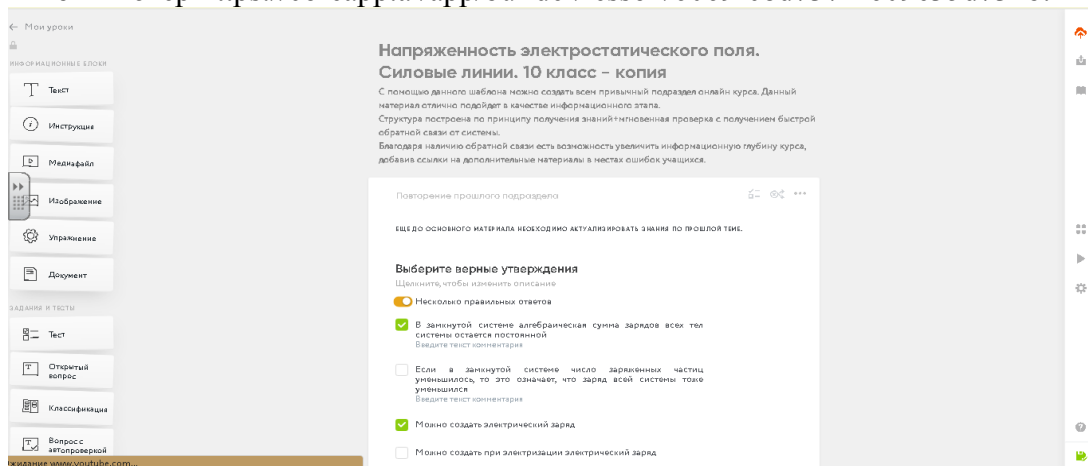 ← Мои уроки
ИНФОРМАЦИОННЫЕ БЛОКИ
Текст
Инструкция
Медиафайл
Изображение
Упражнение
Документ
ЗАДАНИЯ И ТЕСТЫ
Тест
Открытый
вопрос
Классификация
Вопрос с
автопроверкой
Напряженность электростатического поля.
Силовые линии. 10 класс - копия
С помощью данного шаблона можно создать всем привычный подраздел онлайн курса. Данный
материал отлично подойдет в качестве информационного этапа.
Структура построена по принципу получения знаний+мгновенная проверка с получением быстрой
обратной связи от системы.
Благодаря наличию обратной связи есть возможность увеличить информационную глубину курса,
добавив ссылки на дополнительные материалы в местах ошибок учащихся.
Повторение прошлого подраздела
ЕЩЕ ДО ОСНОВНОГО МАТЕРИАЛА НЕОБХОДИМО АКТУАЛИЗИРОВАТЬ ЗНАНИЯ ПО ПРОШЛОЙ ТЕМЕ.
Выберите верные утверждения
Щелкните, чтобы изменить описание
Несколько правильных ответов
В замкнутой системе алгебраическая сумма зарядов всех тел
системы остается постоянной
Введите текст комментария
Если в замкнутой системе число заряженных частиц
уменьшилось, то это означает, что заряд всей системы тоже
уменьшился
Введите текст комментария
Можно создать электрический заряд
Можно создать при электризации электрический заряд
www.youtube.com...